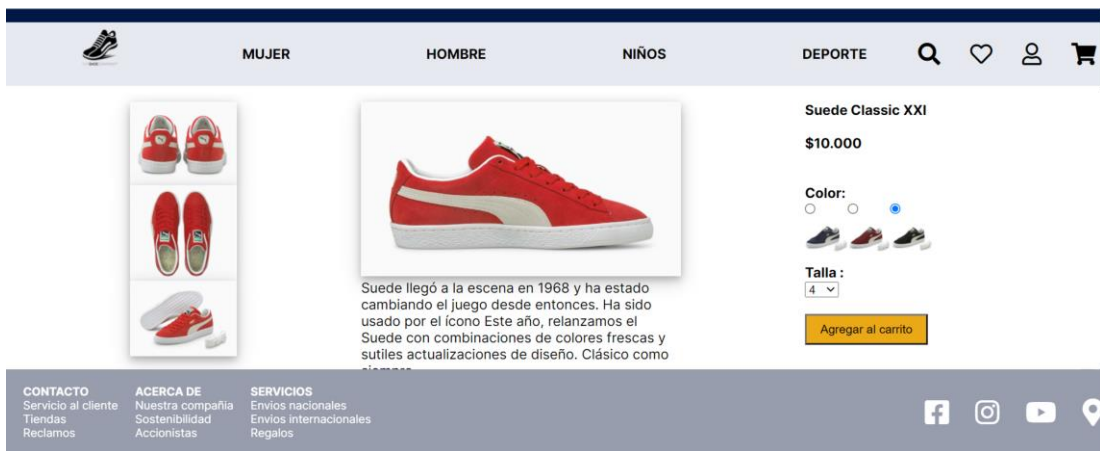 MUJER
HOMBRE
NIÑOS
DEPORTE
Suede Classic XXI
$10.000
Color:
Talla :
4
Agregar al carrito
Suede llegó a la escena en 1968 y ha estado
cambiando el juego desde entonces. Ha sido
usado por el ícono Este año, relanzamos el
Suede con combinaciones de colores frescas y
sutiles actualizaciones de diseño. Clásico como
CONTACTO
Servicio al cliente
Tiendas
Reclamos
ACERCA DE
Nuestra compañia
Sostenibilidad
Accionistas
SERVICIOS
Envios nacionales
Envios internacionales
Regalos